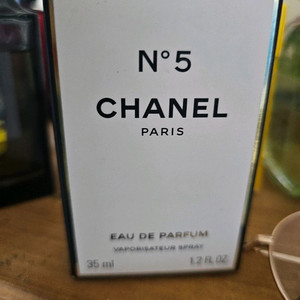 N°5
CHANEL
PARIS
EAU DE PARFUM
VAPORISATEUR SPRAY
35 ml 1.2 FL.OZ.